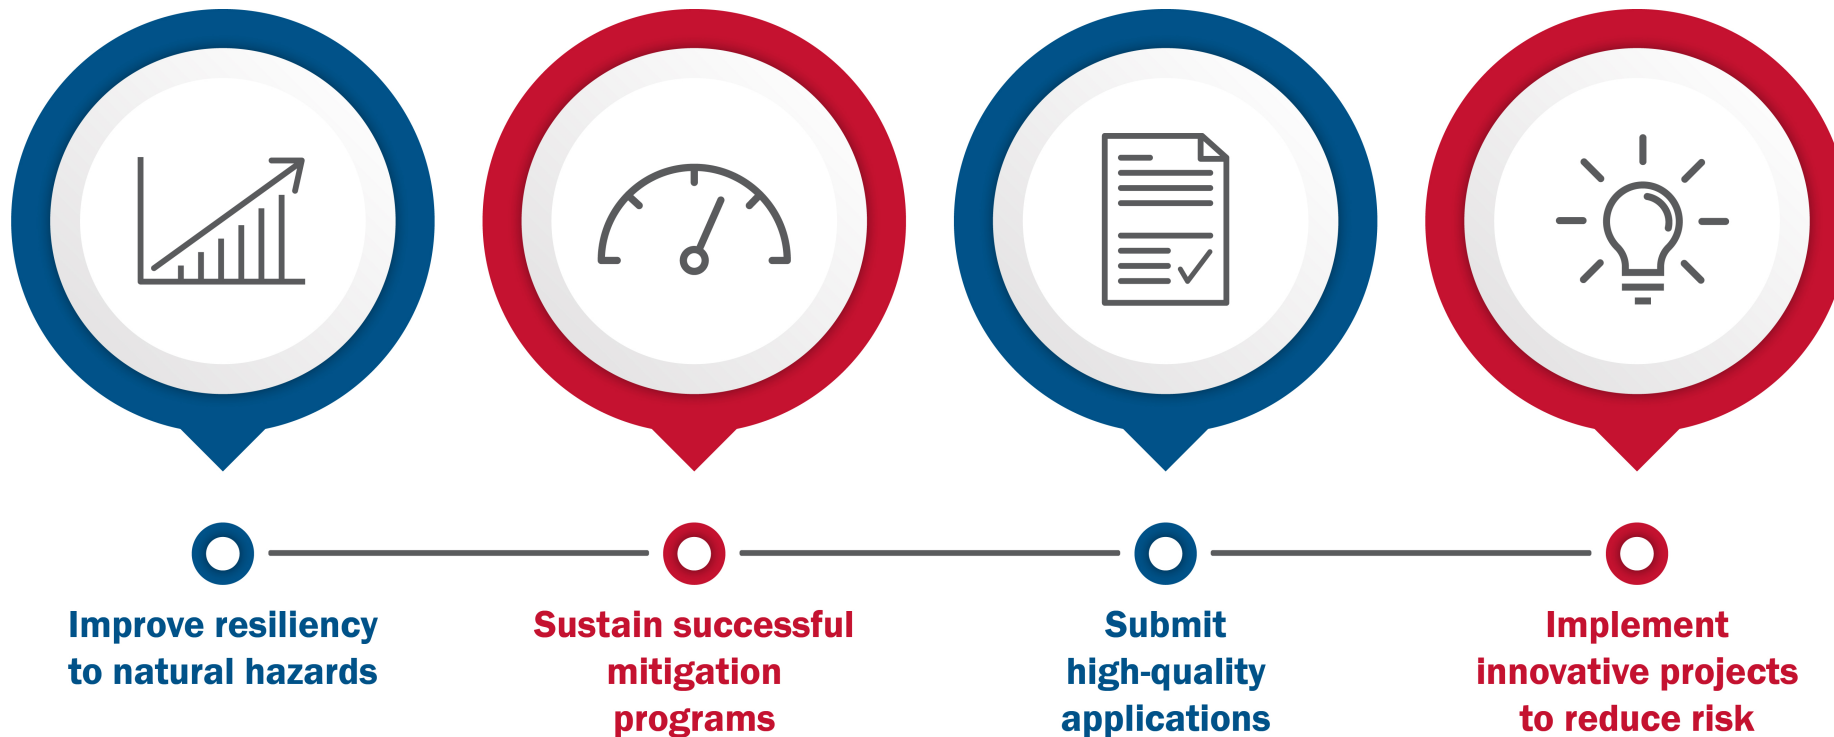 Improve resiliency
to natural hazards
Sustain successful
mitigation
programs
Submit
high-quality
applications
Implement
innovative projects
to reduce risk